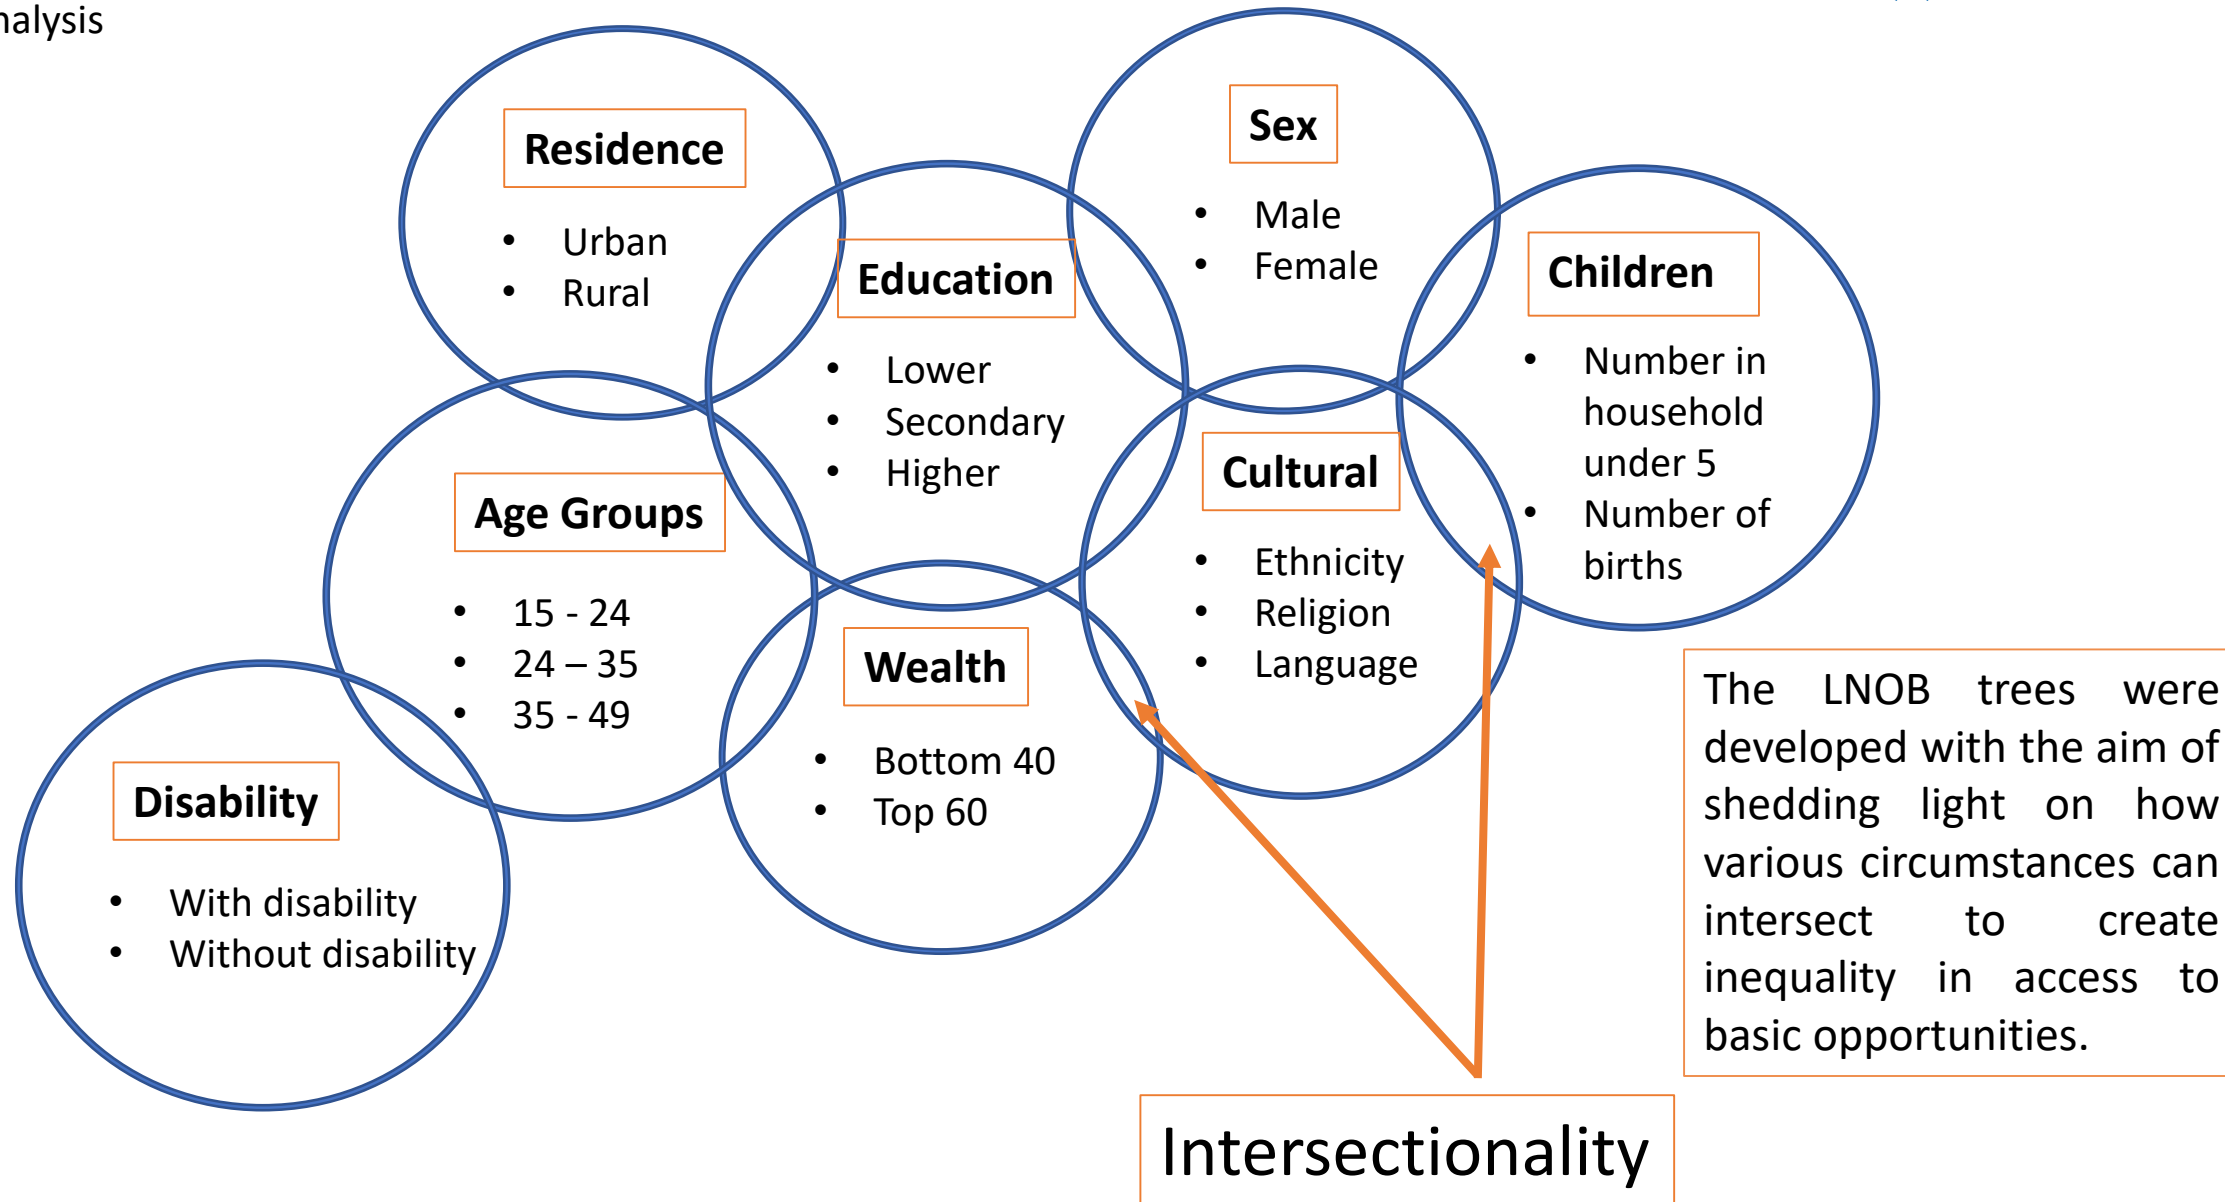 nalysis
Residence
• Urban
• Rural
Sex
• Male
• Female
Education
• Lower
• Secondary
• Higher
Children
• Number in
household
under 5
• Number of
births
Age Groups
• 15 - 24
• 24 – 35
• 35 - 49
Cultural
• Ethnicity
• Religion
• Language
Wealth
• Bottom 40
• Top 60
Disability
• With disability
• Without disability
The LNOB trees were
developed with the aim of
shedding light on how
various circumstances can
intersect to create
inequality in access to
basic opportunities.
Intersectionality